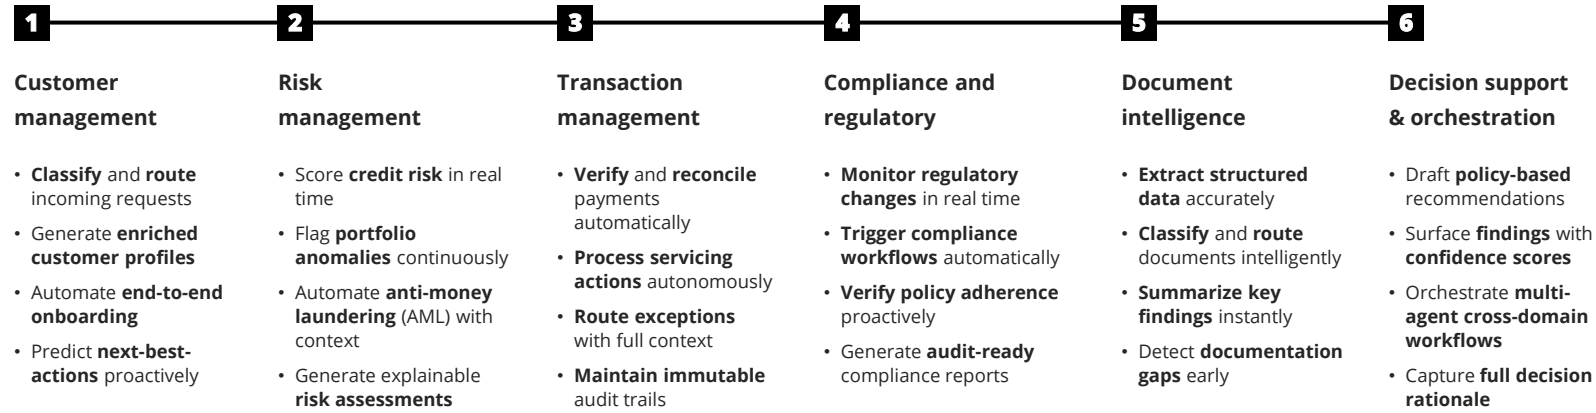 1
Customer
management
• Classify and route
incoming requests
• Generate enriched
customer profiles
• Automate end-to-end
onboarding
• Predict next-best-
actions proactively
2
Risk
management
• Score credit risk in real
time
• Flag portfolio
anomalies continuously
• Automate anti-money
laundering (AML) with
context
• Generate explainable
risk assessments
3
Transaction
management
• Verify and reconcile
payments
automatically
• Process servicing
actions autonomously
• Route exceptions
with full context
• Maintain immutable
audit trails
4
Compliance and
regulatory
• Monitor regulatory
changes in real time
• Trigger compliance
workflows automatically
• Verify policy adherence
proactively
• Generate audit-ready
compliance reports
5
Document
intelligence
• Extract structured
data accurately
• Classify and route
documents intelligently
• Summarize key
findings instantly
• Detect documentation
gaps early
6
Decision support
& orchestration
• Draft policy-based
recommendations
• Surface findings with
confidence scores
• Orchestrate multi-
agent cross-domain
workflows
• Capture full decision
rationale